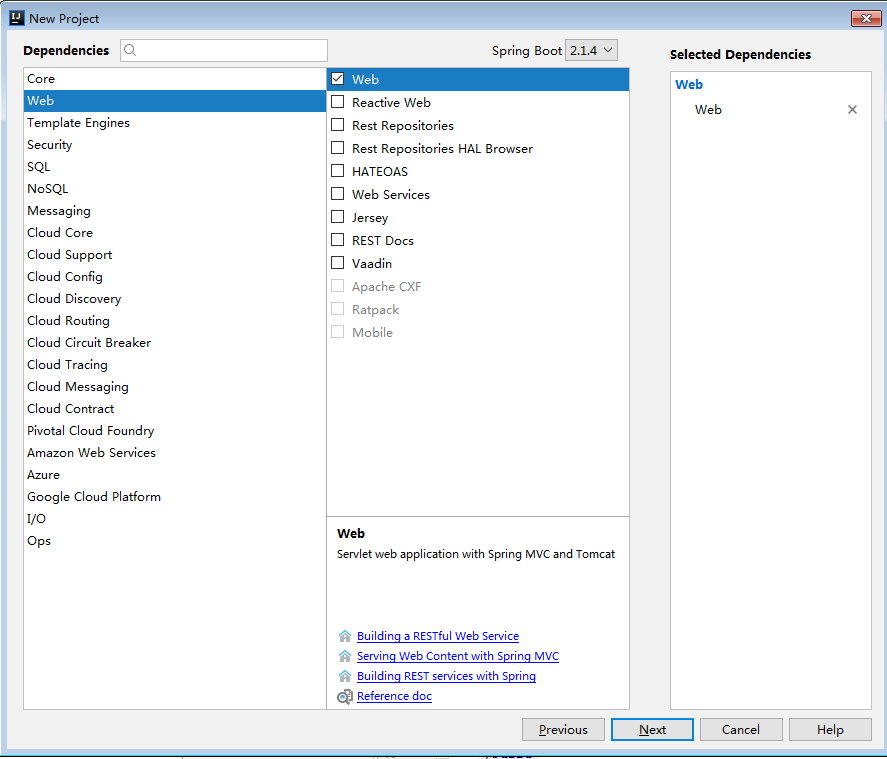 New Project
Dependencies
Spring Boot 2.1.4
Selected Dependencies
Core
Web
Template Engines
Security
SQL
NoSQL
Messaging
Cloud Core
Cloud Support
Cloud Config
Cloud Discovery
Cloud Routing
Cloud Circuit Breaker
Cloud Tracing
Cloud Messaging
Cloud Contract
Pivotal Cloud Foundry
Amazon Web Services
Azure
Google Cloud Platform
I/O
Ops
Web
Reactive Web
Rest Repositories
Rest Repositories HAL Browser
HATEOAS
Web Services
Jersey
REST Docs
Vaadin
Apache CXF
Ratpack
Mobile
Web
Servlet web application with Spring MVC and Tomcat
Building a RESTful Web Service
Serving Web Content with Spring MVC
Building REST services with Spring
Reference doc
Web
Web
Previous
Next
Cancel
Help